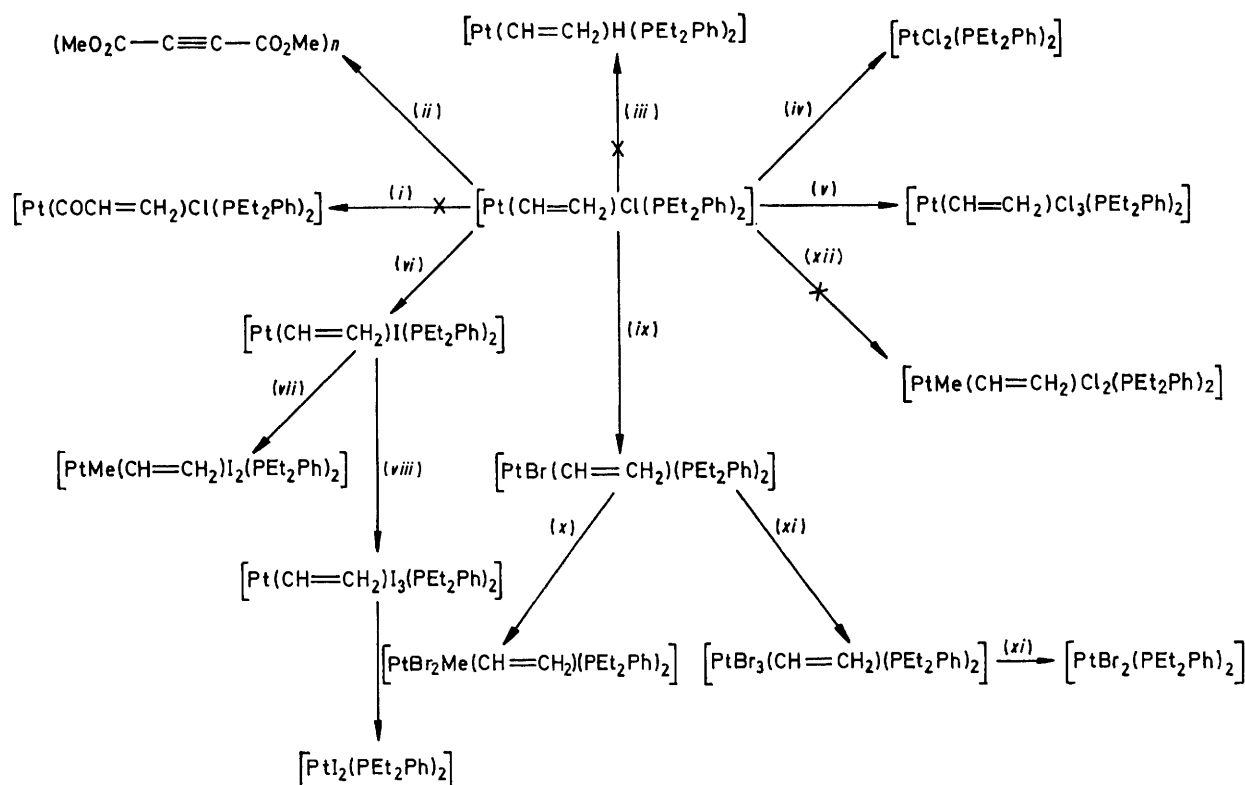 (MeO₂C—C≡C—CO₂Me)n
[Pt(CH=CH₂)H(PEt₂Ph)₂]
[PtCl₂(PEt₂Ph)₂]
(ii)
(iii)
(iv)
[Pt(COCH=CH₂)Cl(PEt₂Ph)₂]
(i)
[Pt(CH=CH₂)Cl(PEt₂Ph)₂]
(v)
[Pt(CH=CH₂)Cl₃(PEt₂Ph)₂]
(vi)
(xii)
[Pt(CH=CH₂)I(PEt₂Ph)₂]
(ix)
(vii)
[PtMe(CH=CH₂)Cl₂(PEt₂Ph)₂]
[PtMe(CH=CH₂)I₂(PEt₂Ph)₂]
(viii)
[PtBr(CH=CH₂)(PEt₂Ph)₂]
(x)
(xi)
[Pt(CH=CH₂)I₃(PEt₂Ph)₂]
[PtBr₂Me(CH=CH₂)(PEt₂Ph)₂]
[PtBr₃(CH=CH₂)(PEt₂Ph)₂]
(xi)
[PtBr₂(PEt₂Ph)₂]
[PtI₂(PEt₂Ph)₂]